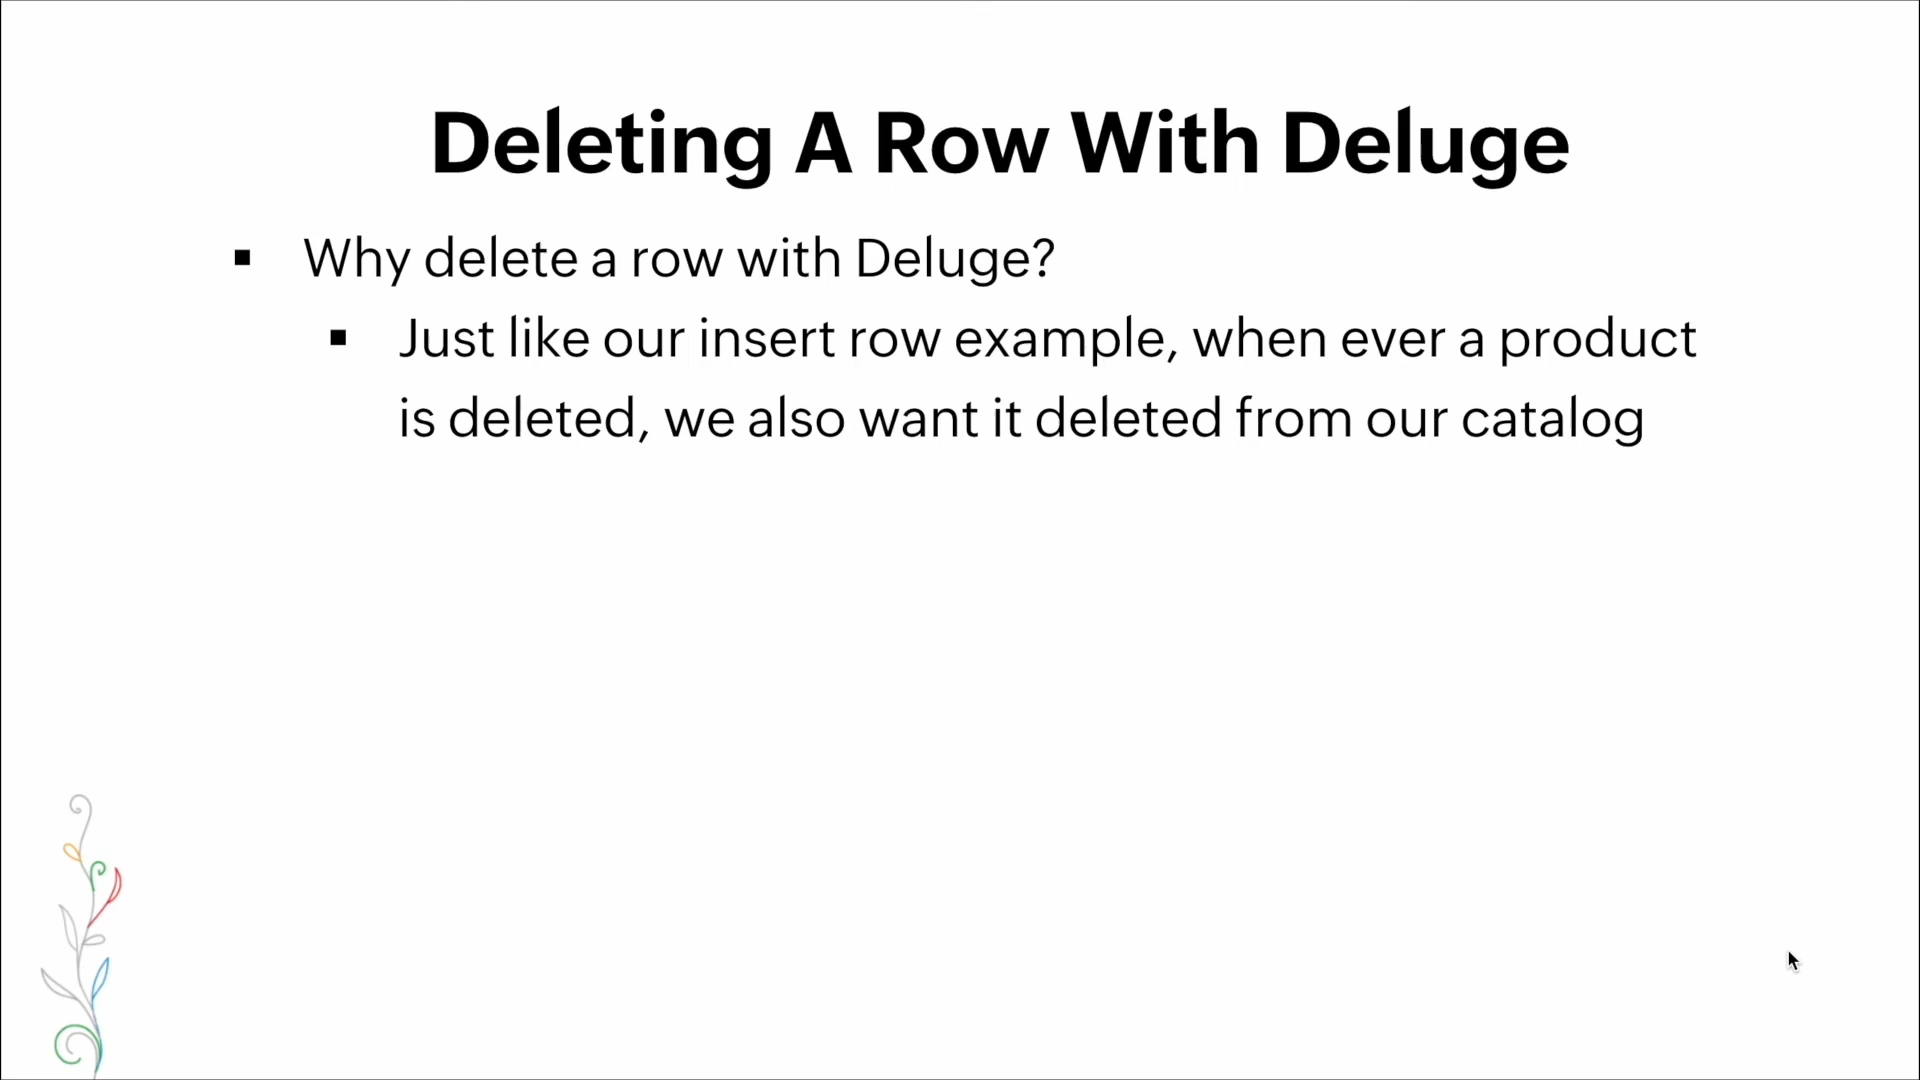 Deleting A Row With Deluge
▪ Why delete a row with Deluge?
▪ Just like our insert row example, when ever a product
is deleted, we also want it deleted from our catalog